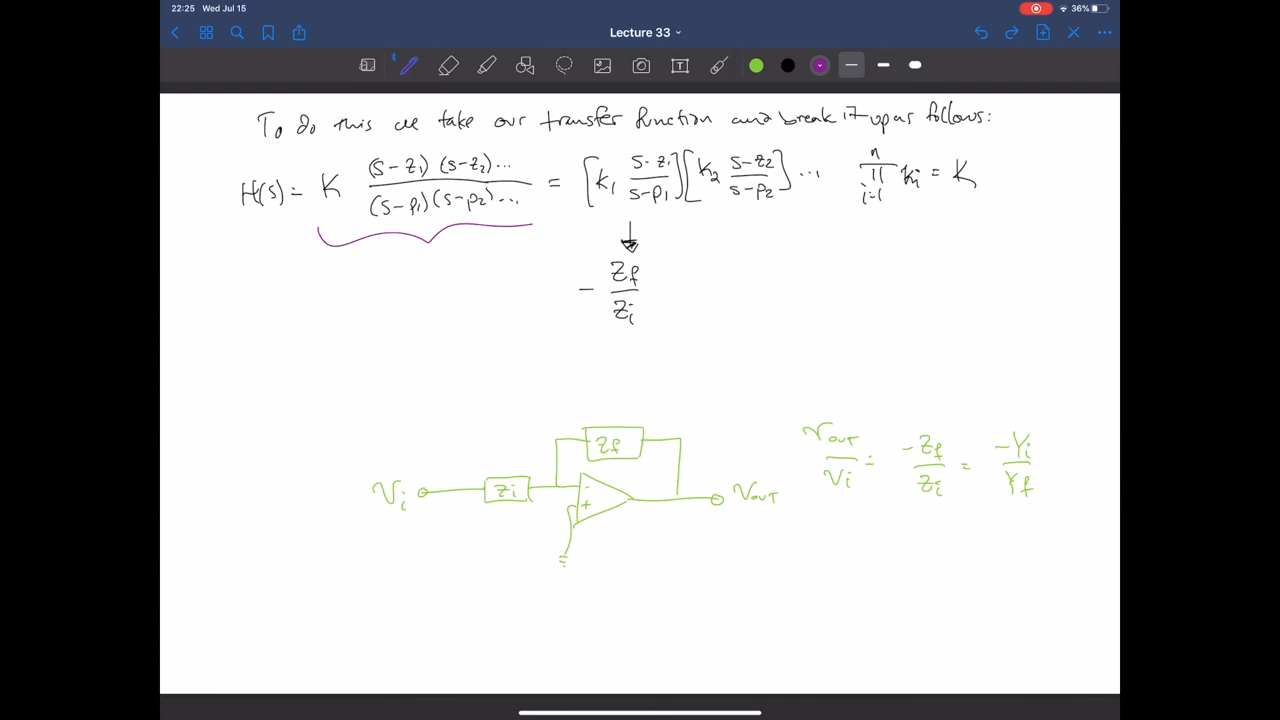 22:25 Wed Jul 15
36%
Lecture 33
T
To do this we take our transfer function and break it up as follows:
H(s) = K (s-z1)(s-z2)... / (s-p1)(s-p2)... = [k1 s-z1 / s-p1][k2 s-z2 / s-p2]... n ∏ i=1 ki = K
- Zf / Zi
Zf
Vi Zi - + Vout
Vout / Vi = -Zf / Zi = -Yi / Yf